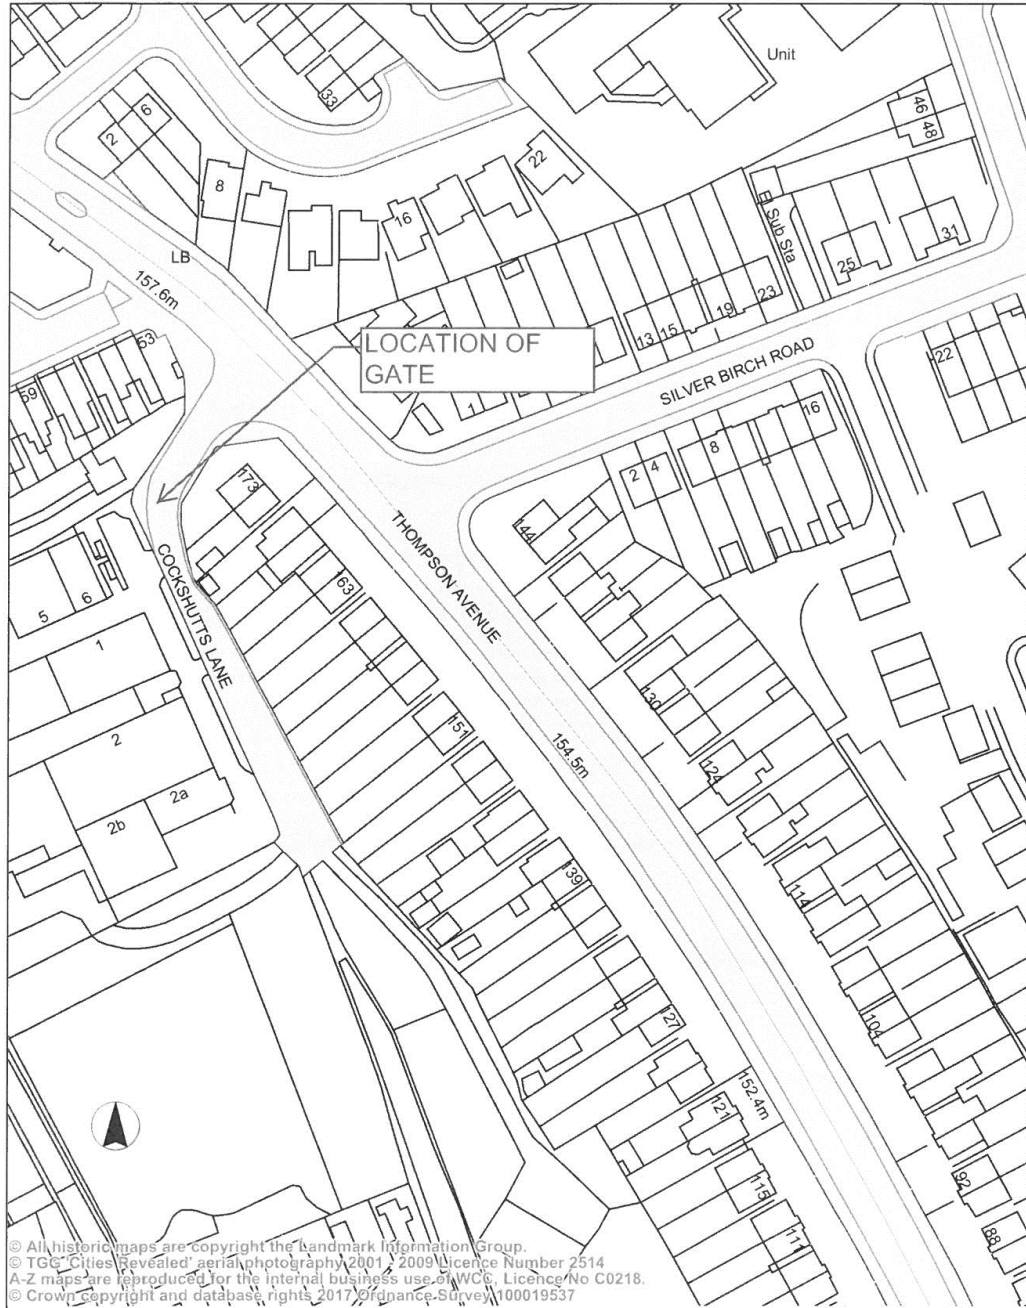 Unit
33
6
2
8
22
46
48
16
El Sub Sta
31
25
LB
157.6m
23
19
15
13
53
LOCATION OF
GATE
SILVER BIRCH ROAD
1
22
59
16
8
4
2
173
144
THOMPSON AVENUE
COCKSHUTTS LANE
163
5
6
1
130
151
2
154.5m
124
2a
2b
139
114
127
104
152.4m
121
115
92
111
88
© All historic maps are copyright the Landmark Information Group.
© TGG 'Cities Revealed' aerial photography 2001 - 2009 Licence Number 2514
A-Z maps are reproduced for the internal business use of WCC, Licence No C0218.
© Crown copyright and database rights 2017 Ordnance Survey 100019537